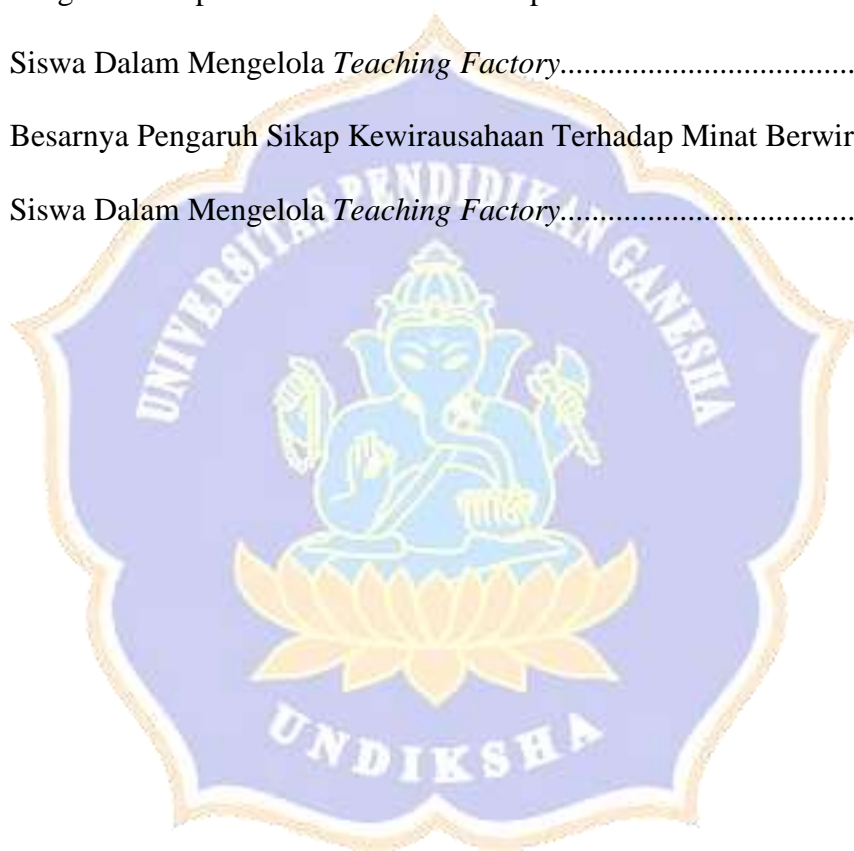 Siswa Dalam Mengelola Teaching Factory.....................................
Besarnya Pengaruh Sikap Kewirausahaan Terhadap Minat Berwir
Siswa Dalam Mengelola Teaching Factory.....................................
UNIVERSITAS PENDIDIKAN GANESHA
UNDIKSHA